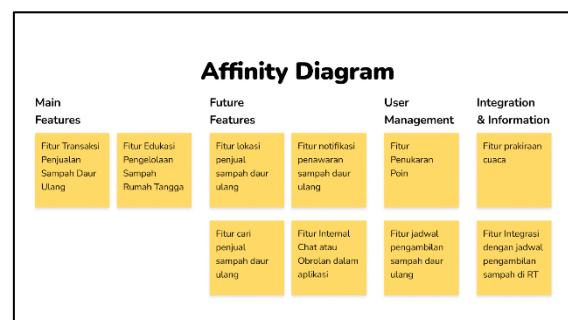 Affinity Diagram
Main
Features
Fitur Transaksi
Penjualan
Sampah Daur
Ulang
Fitur Edukasi
Pengelolaan
Sampah
Rumah Tangga
Future
Features
Fitur lokasi
penjual
sampah daur
ulang
Fitur notifikasi
penawaran
sampah daur
ulang
Fitur cari
penjual
sampah daur
ulang
Fitur Internal
Chat atau
Obrolan dalam
aplikasi
User
Management
Fitur
Penukaran
Poin
Fitur jadwal
pengambilan
sampah daur
ulang
Integration
& Information
Fitur prakiraan
cuaca
Fitur Integrasi
dengan jadwal
pengambilan
sampah di RT